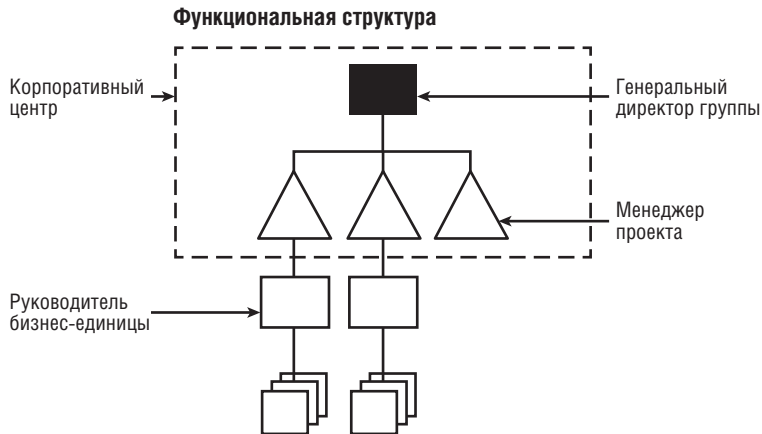 Функциональная структура
Корпоративный
центр
Генеральный
директор группы
Менеджер
проекта
Руководитель
бизнес-единицы